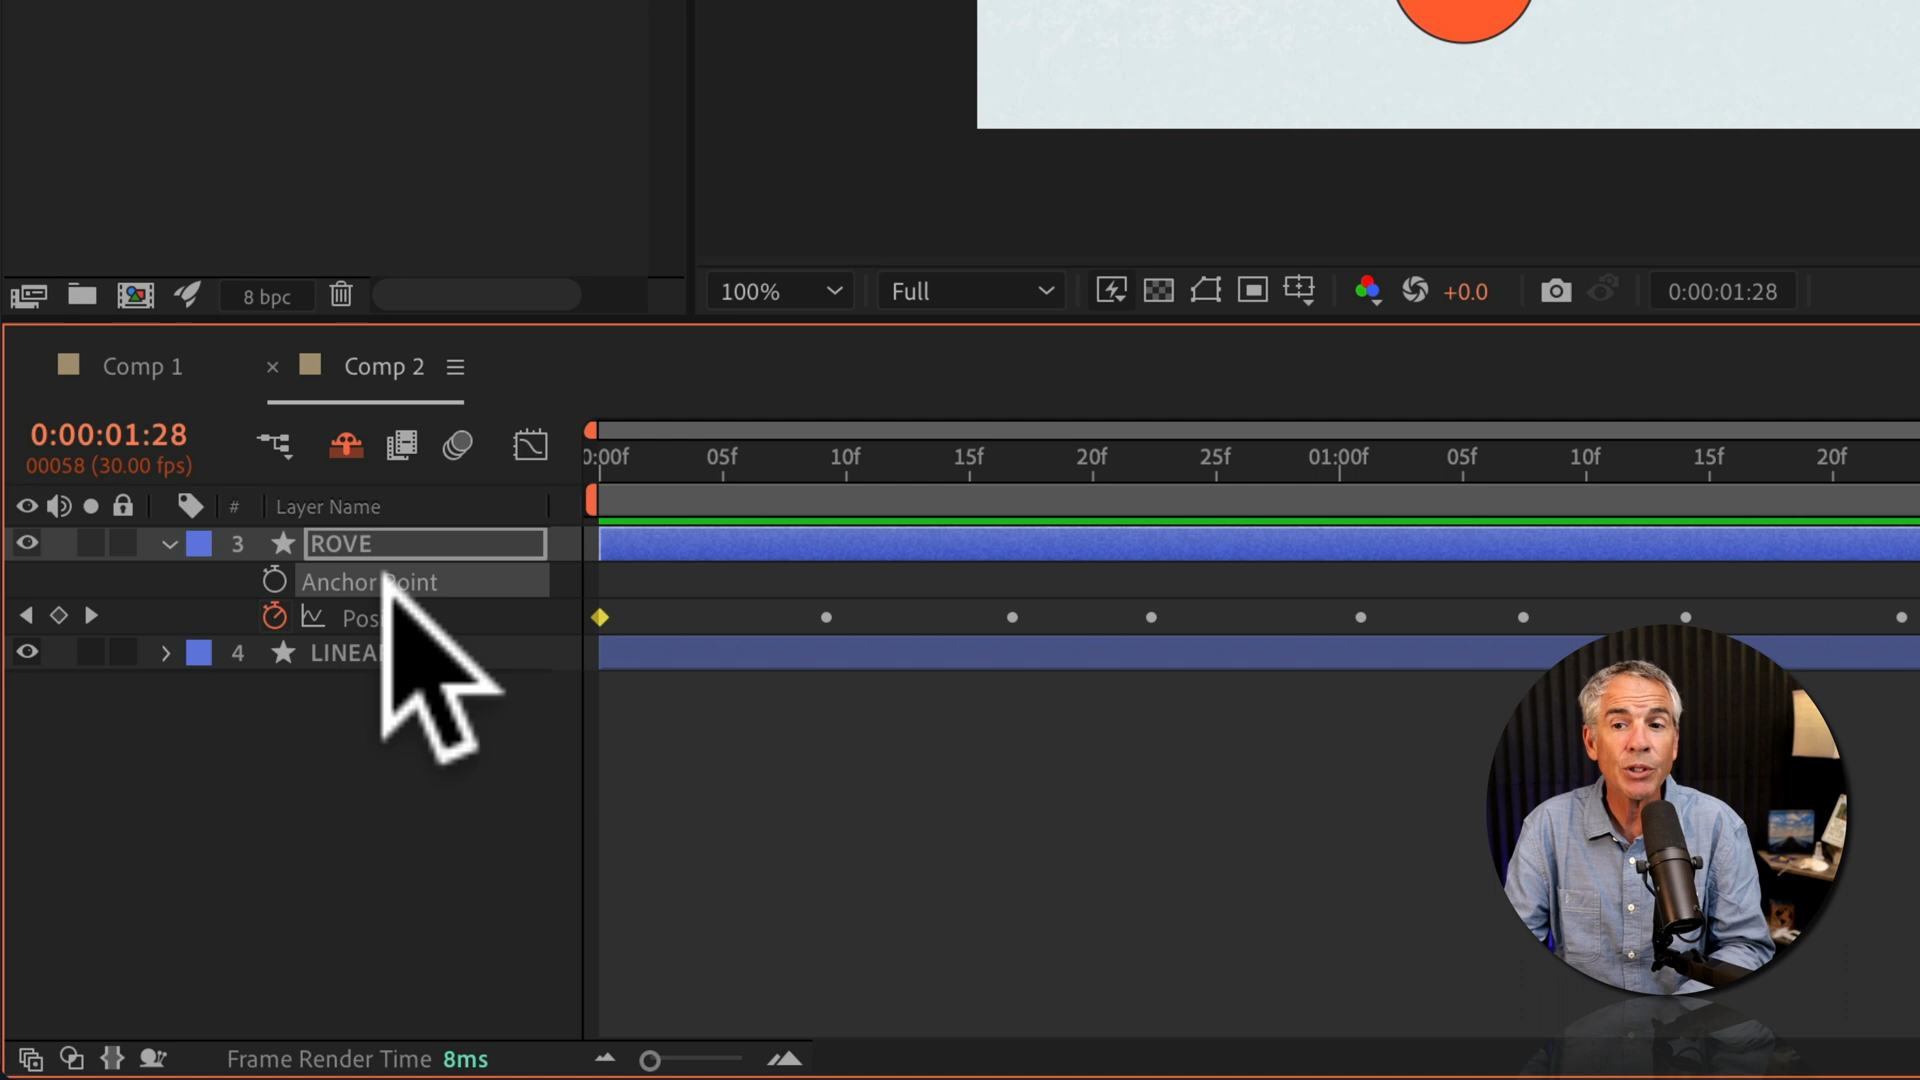 8 bpc
100%
Full
+0.0
0:00:01:28
Comp 1
× Comp 2
0:00:01:28
00058 (30.00 fps)
0:00f 05f 10f 15f 20f 25f 01:00f 05f 10f 15f 20f
# Layer Name
3 ROVE
Anchor Point
4
Frame Render Time 8ms